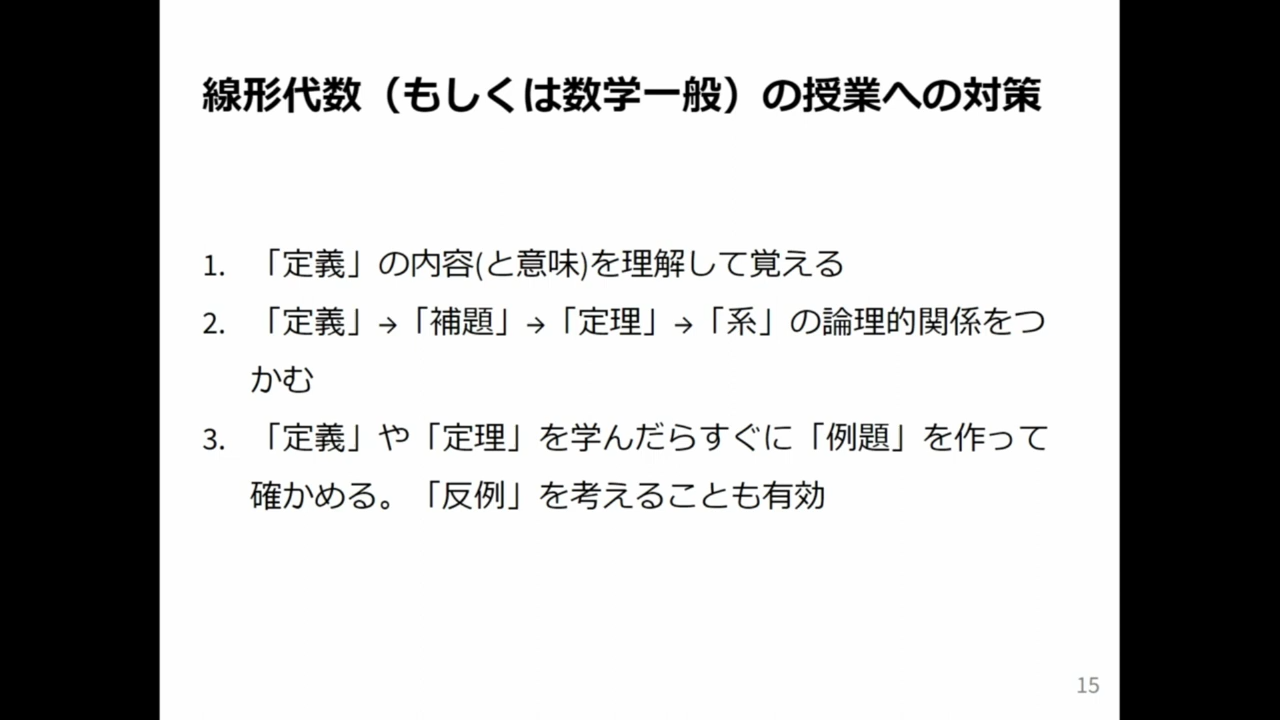 線形代数（もしくは数学一般）の授業への対策
1. 「定義」の内容(と意味)を理解して覚える
2. 「定義」→「補題」→「定理」→「系」の論理的関係をつ
かむ
3. 「定義」や「定理」を学んだらすぐに「例題」を作って
確かめる。「反例」を考えることも有効
15